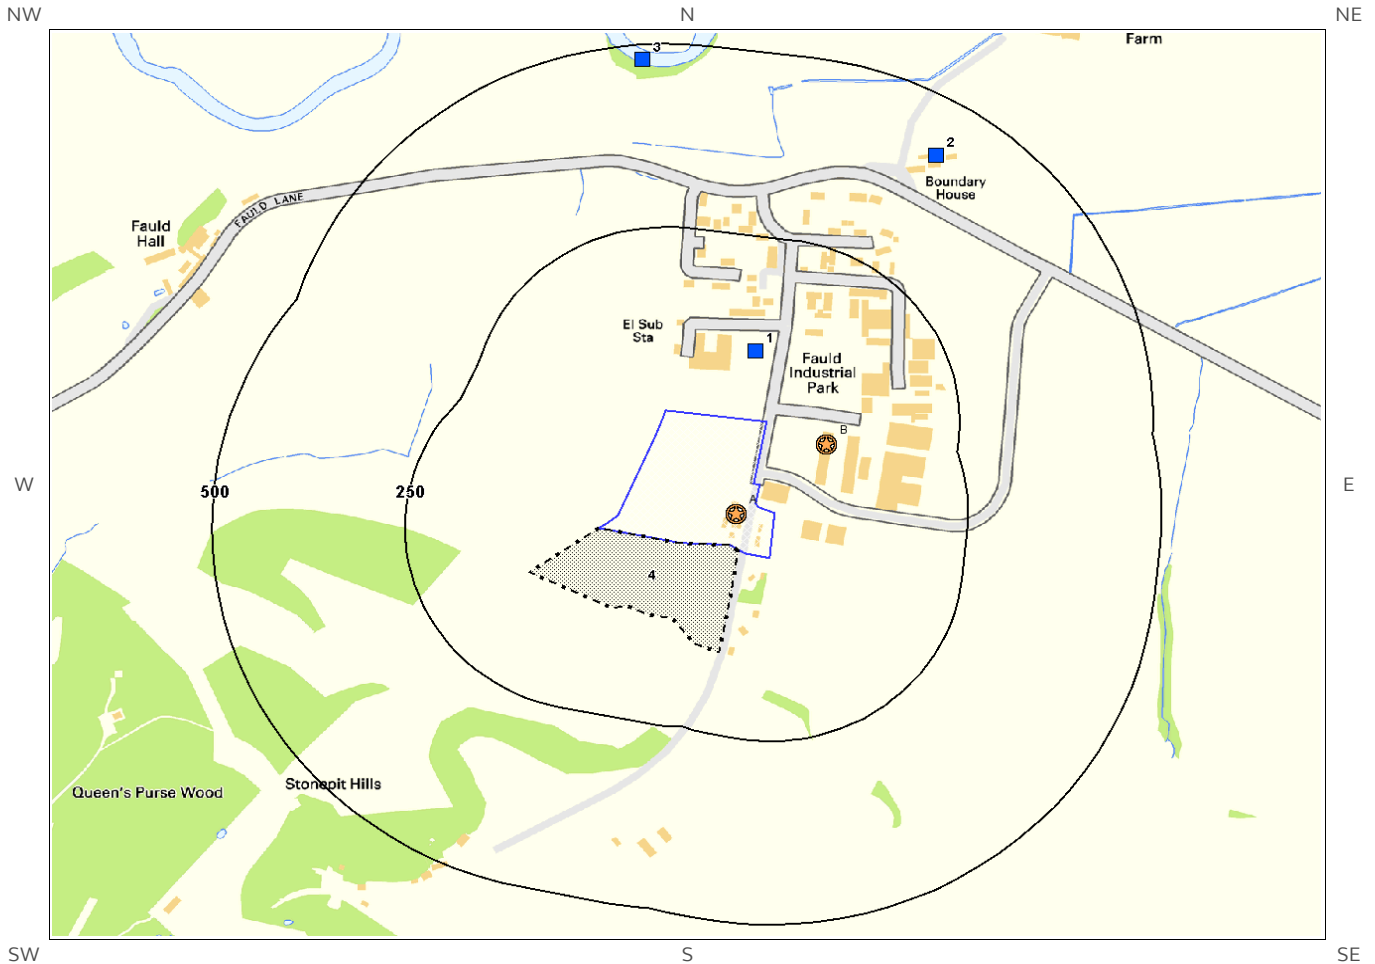 NW
N
NE
3
Farm
2
Boundary
House
FAULD LANE
Fauld
Hall
El Sub
Sta
1
Fauld
Industrial
Park
B
W
500
250
A
E
4
Stonepit Hills
Queen's Purse Wood
SW
S
SE